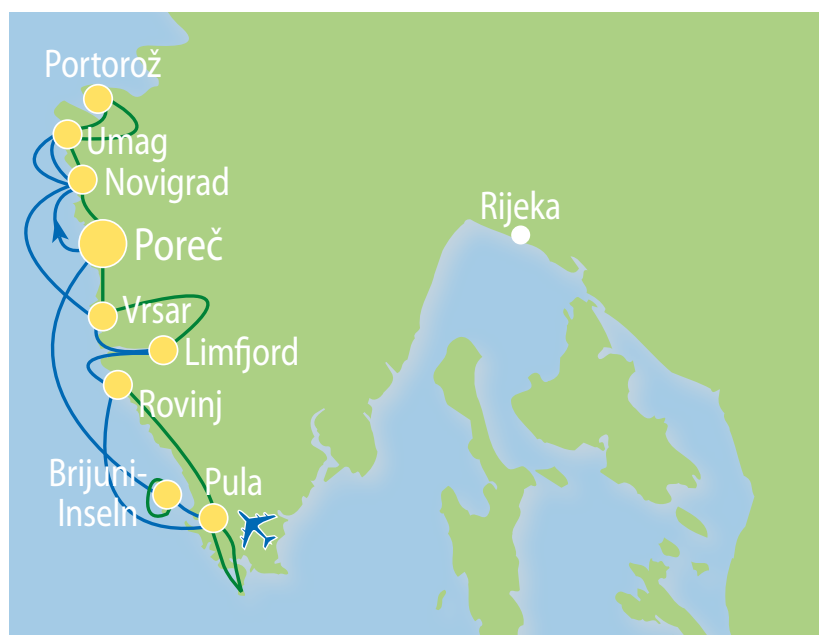 Portorož
Umag
Novigrad
Rijeka
Poreč
Vrsar
Limfjord
Rovinj
Brijuni-
Inseln
Pula